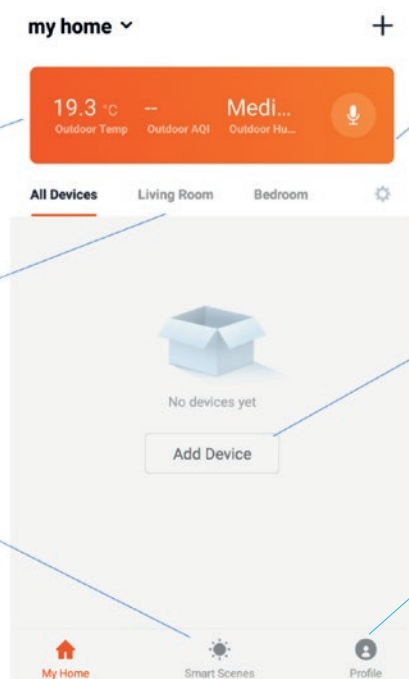 my home
19.3 °C -- Medi...
Outdoor Temp Outdoor AQI Outdoor Hu...
All Devices Living Room Bedroom
No devices yet
Add Device
My Home Smart Scenes Profile